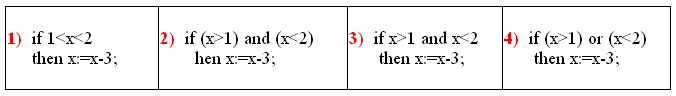 1) if 1<x<2
then x:=x-3;
2) if (x>1) and (x<2)
hen x:=x-3;
3) if x>1 and x<2
then x:=x-3;
4) if (x>1) or (x<2)
then x:=x-3;